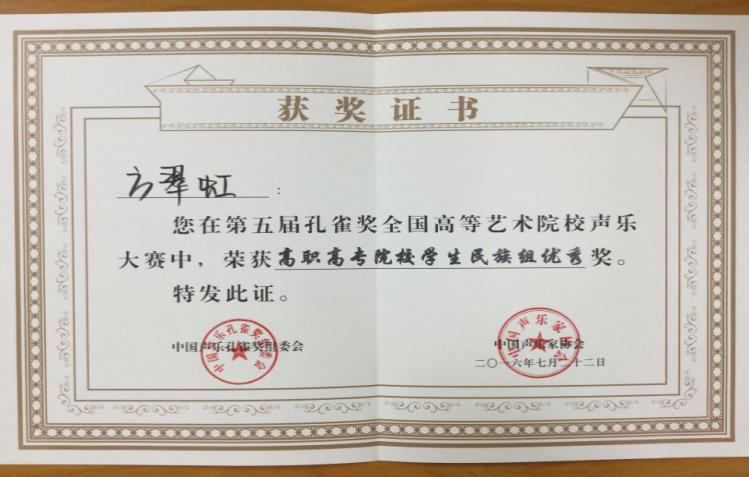 获奖证书
方翠虹：
您在第五届孔雀奖全国高等艺术院校声乐
大赛中，荣获高职高专院校学生民族组优秀奖。
特发此证。
中国声乐孔雀奖组委会
中国声乐家协会
二〇一六年七月二十二日